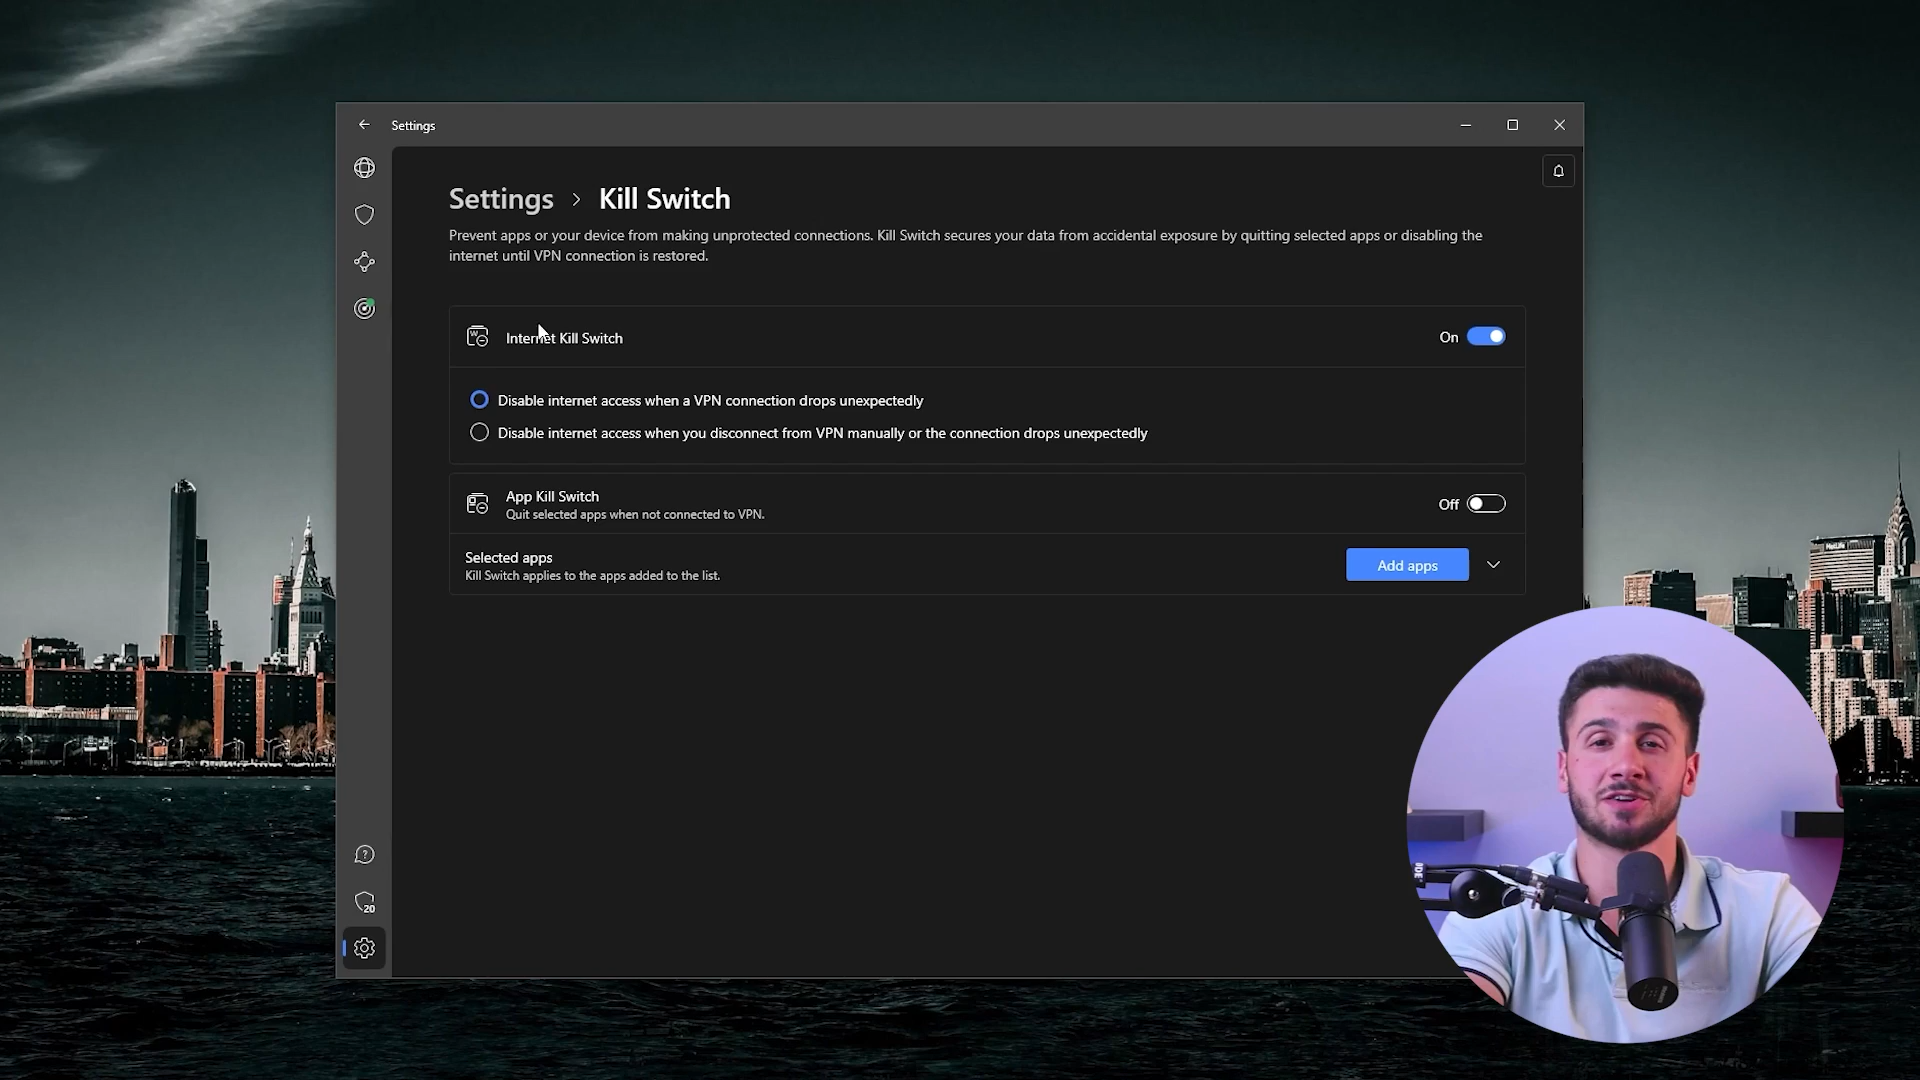 Settings
Settings > Kill Switch
Prevent apps or your device from making unprotected connections. Kill Switch secures your data from accidental exposure by quitting selected apps or disabling the
internet until VPN connection is restored.
Internet Kill Switch
On
Disable internet access when a VPN connection drops unexpectedly
Disable internet access when you disconnect from VPN manually or the connection drops unexpectedly
App Kill Switch
Off
Quit selected apps when not connected to VPN.
Selected apps
Add apps
Kill Switch applies to the apps added to the list.
20
MetLife